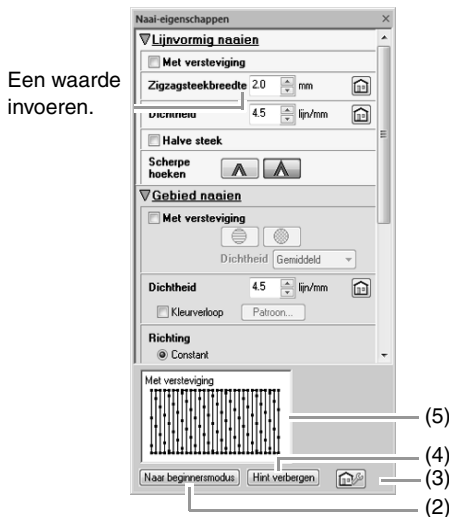 Naai-eigenschappen
Lijnvormig naaien
Met versteviging
Een waarde
invoeren.
Zigzagsteekbreedte 2.0 mm
Dichtheid 4.5 lijn/mm
Halve steek
Scherpe
hoeken
Gebied naaien
Met versteviging
Dichtheid Gemiddeld
Dichtheid 4.5 lijn/mm
Kleurverloop Patroon...
Richting
Constant
Met versteviging
(5)
(4)
Naar beginnersmodus Hint verbergen (3)
(2)